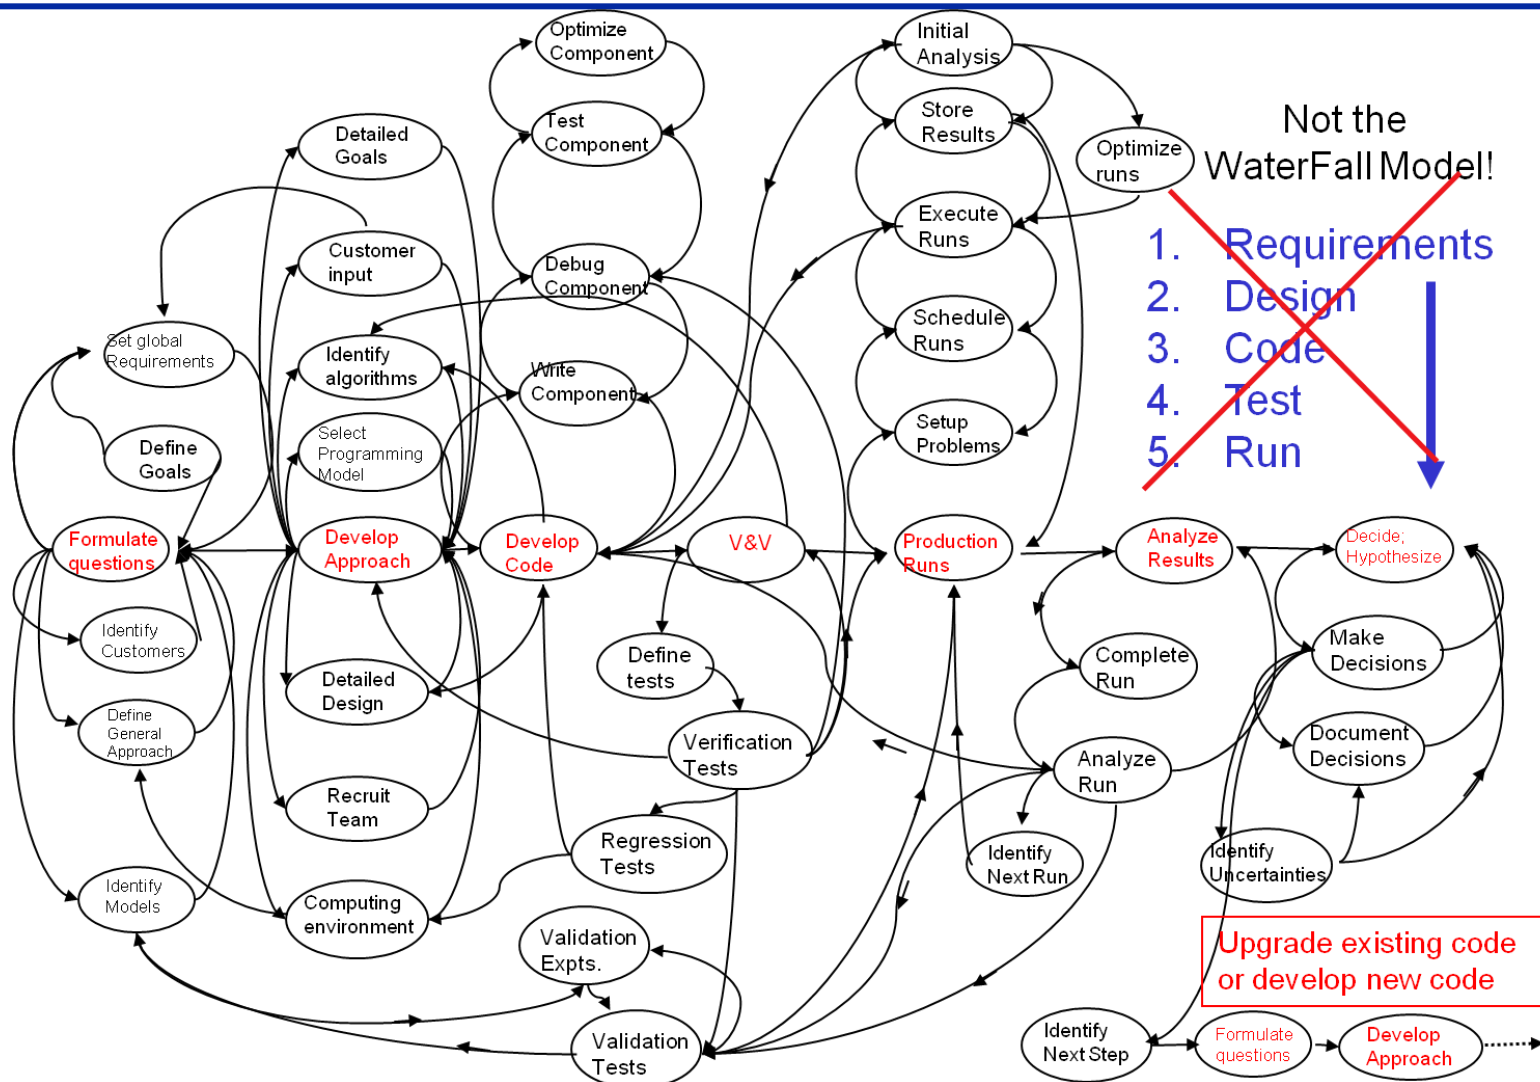 Optimize
Component
Initial
Analysis
Test
Component
Store
Results
Detailed
Goals
Optimize
runs
Not the
WaterFall Model!
Customer
input
Execute
Runs
1. Requirements
2. Design
3. Code
4. Test
5. Run
Debug
Component
Set global
Requirements
Identify
algorithms
Schedule
Runs
Write
Component
Define
Goals
Select
Programming
Model
Setup
Problems
Formulate
questions
Develop
Approach
Develop
Code
V&V
Production
Runs
Analyze
Results
Decide;
Hypothesize
Identify
Customers
Define
tests
Complete
Run
Make
Decisions
Detailed
Design
Define
General
Approach
Verification
Tests
Analyze
Run
Document
Decisions
Recruit
Team
Regression
Tests
Identify
Next Run
Identify
Uncertainties
Identify
Models
Computing
environment
Validation
Expts.
Upgrade existing code
or develop new code
Validation
Tests
Identify
Next Step
Formulate
questions
Develop
Approach